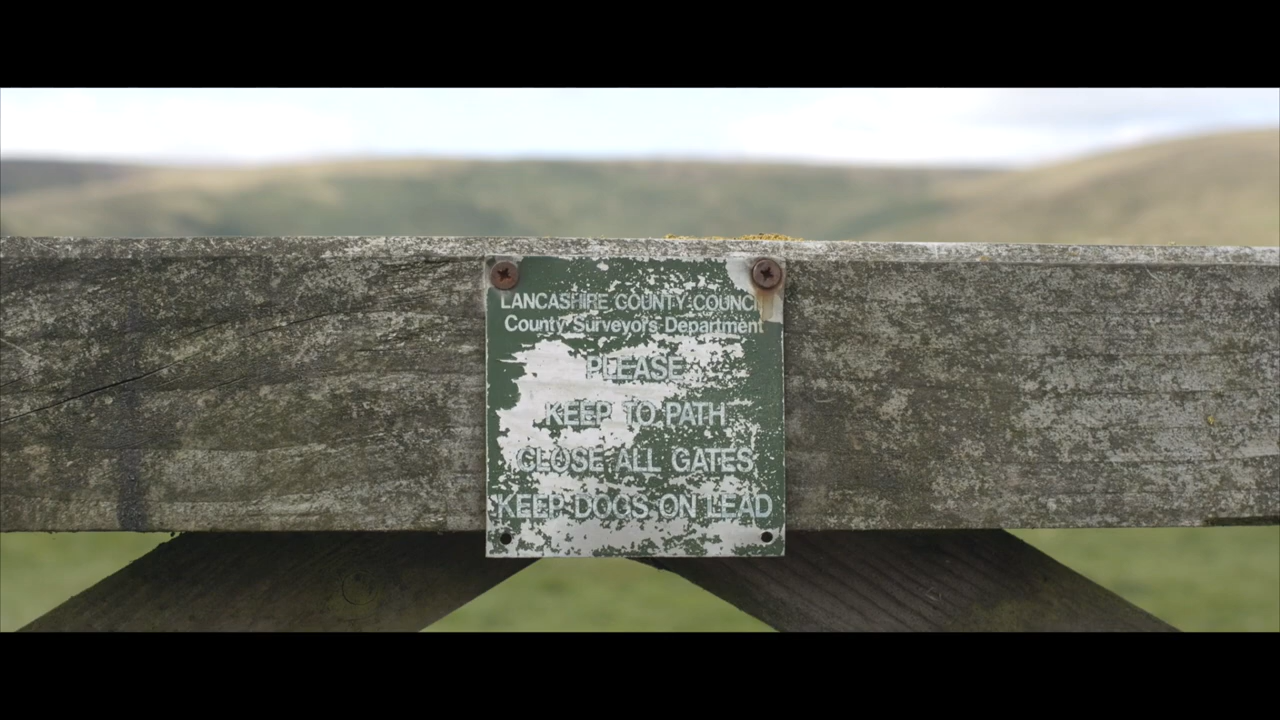 LANCASHIRE COUNTY COUNCIL
County Surveyors Department
PLEASE
KEEP TO PATH
CLOSE ALL GATES
KEEP DOGS ON LEAD